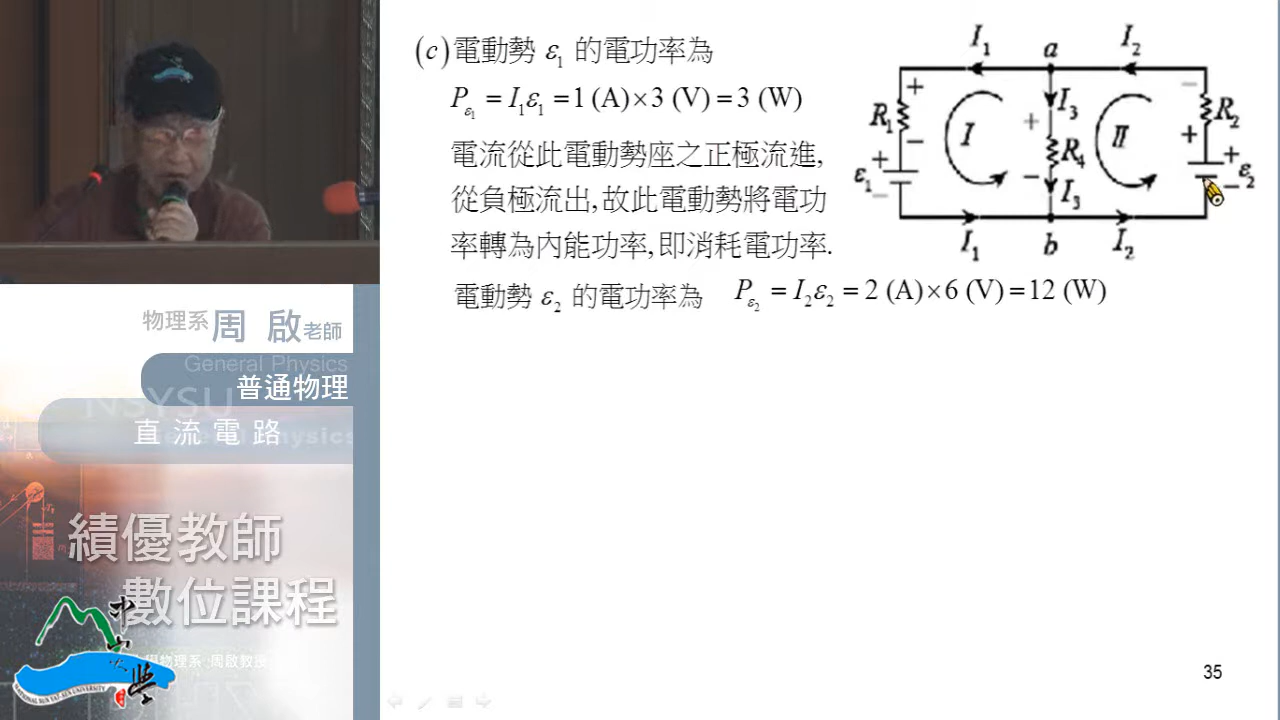 (c) 電動勢 ε₁ 的電功率為
P_ε₁ = I₁ε₁ = 1 (A)×3 (V) = 3 (W)
電流從此電動勢座之正極流進,
從負極流出,故此電動勢將電功
率轉為內能功率,即消耗電功率.
電動勢 ε₂ 的電功率為 P_ε₂ = I₂ε₂ = 2 (A)×6 (V) = 12 (W)
I₁ a I₂
+ I₃ −
R₁ I + II R₂
− R₄ +
ε₁ + − + ε₂
− I₃ −
I₁ b I₂
物理系 周 啟 老師
General Physics
普通物理
NSYSU
直流電路
績優教師
數位課程
35